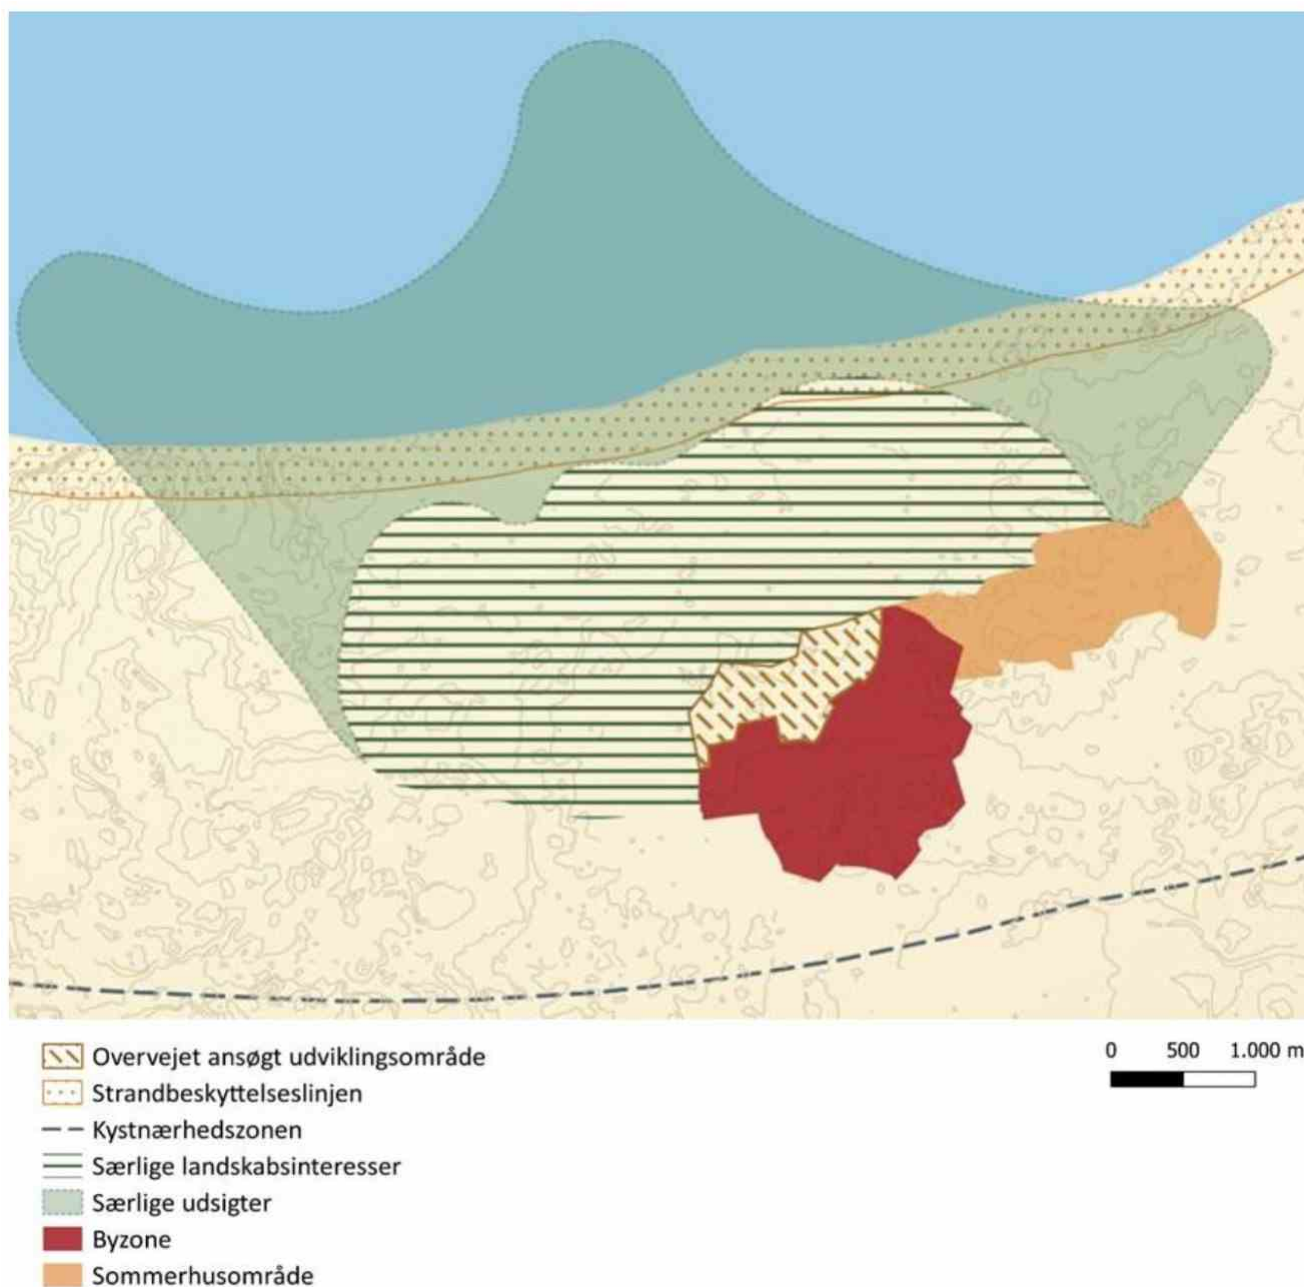 Overvejet ansøgt udviklingsområde
0 500 1.000 m
Strandbeskyttelseslinjen
Kystnærhedszonen
Særlige landskabsinteresser
Særlige udsigter
Byzone
Sommerhusområde